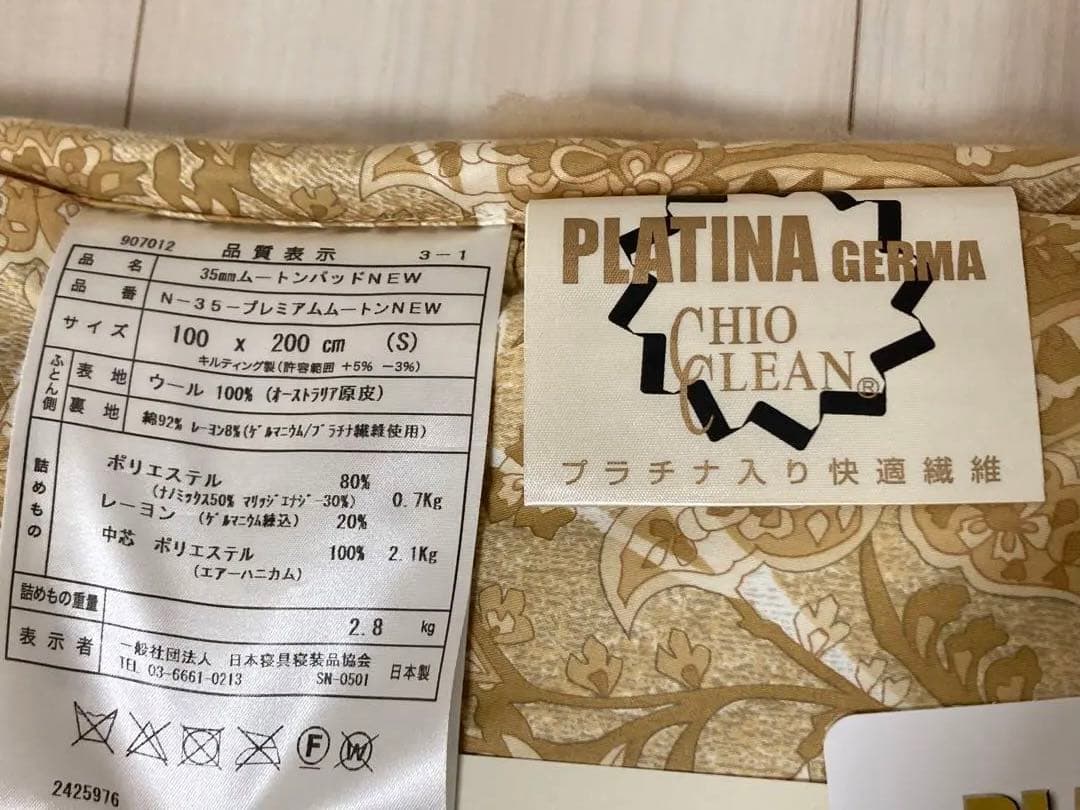 907012 品質表示 3-1
品名 35mmムートンパッドNEW
品番 N-35-プレミアムムートンNEW
サイズ 100 x 200 cm (S)
キルティング製(許容範囲 +5% -3%)
ふとん側 表地 ウール 100% (オーストラリア原皮)
裏地 綿92% レーヨン8%(ゲルマニウム/プラチナ繊維使用)
詰めもの
ポリエステル 80%
(ナノミックス50% マリッジエナジー30%) 0.7Kg
レーヨン (ゲルマニウム練込) 20%
中芯 ポリエステル 100% 2.1Kg
(エアーハニカム)
詰めもの重量 2.8 kg
表示者 一般社団法人 日本寝具寝装品協会 日本製
TEL 03-6661-0213 SN-0501
F W
2425976
PLATINA GERMA
CHIO
CLEAN®
プラチナ入り快適繊維